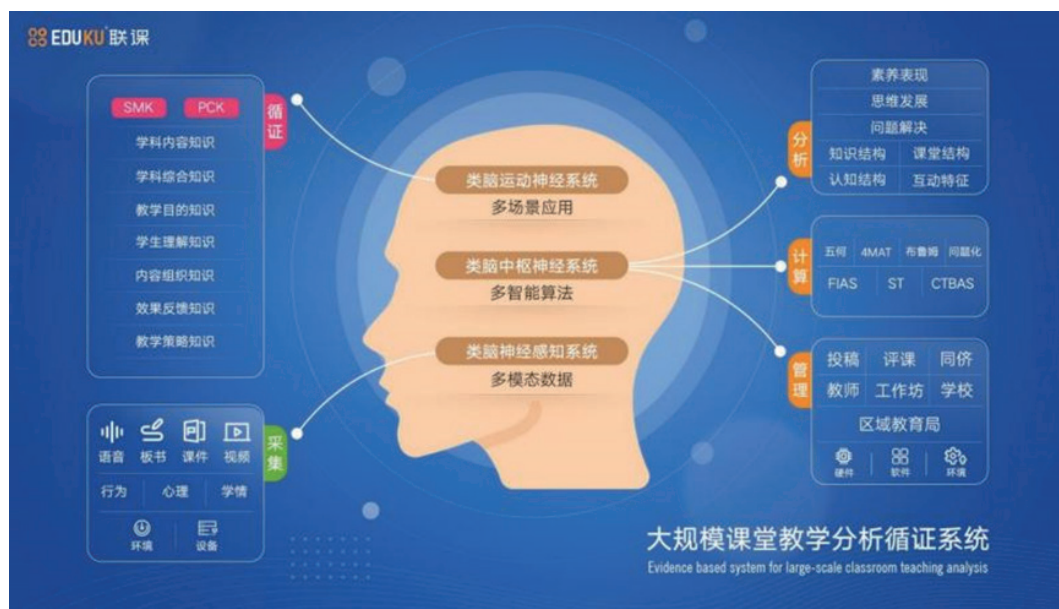 EDUKU 联课
SMK PCK
循证
学科内容知识
学科综合知识
教学目的知识
学生理解知识
内容组织知识
效果反馈知识
教学策略知识
语音 板书 课件 视频
采集
行为 心理 学情
环境 设备
类脑运动神经系统
多场景应用
类脑中枢神经系统
多智能算法
类脑神经感知系统
多模态数据
分析
素养表现
思维发展
问题解决
知识结构 课堂结构
认知结构 互动特征
计算
五何 4MAT 布鲁姆 问题化
FIAS ST CTBAS
管理
投稿 评课 同侪
教师 工作坊 学校
区域教育局
硬件 软件 环境
大规模课堂教学分析循证系统
Evidence based system for large-scale classroom teaching analysis